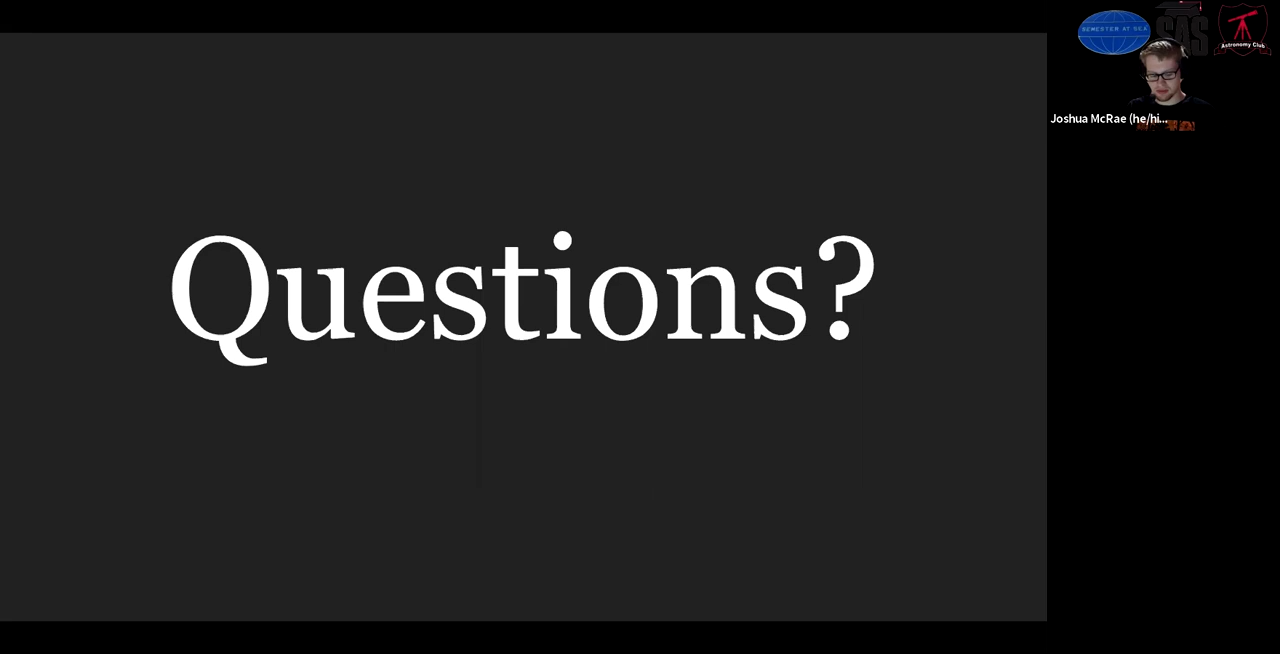 Questions?
SEMESTER AT SEA
SAS
Astronomy Club
Joshua McRae (he/hi...